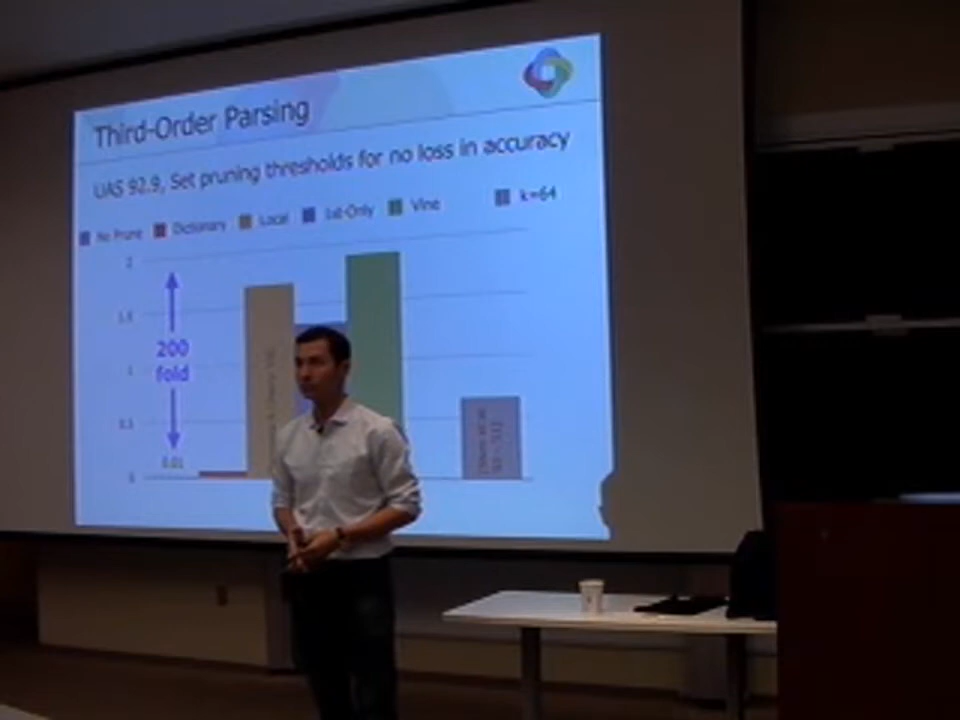 Third-Order Parsing
UAS 92.9, Set pruning thresholds for no loss in accuracy
No Prune Dictionary Local 1st-Only Vine k=64
2
1.5
1
0.5
0
200
fold
0.01